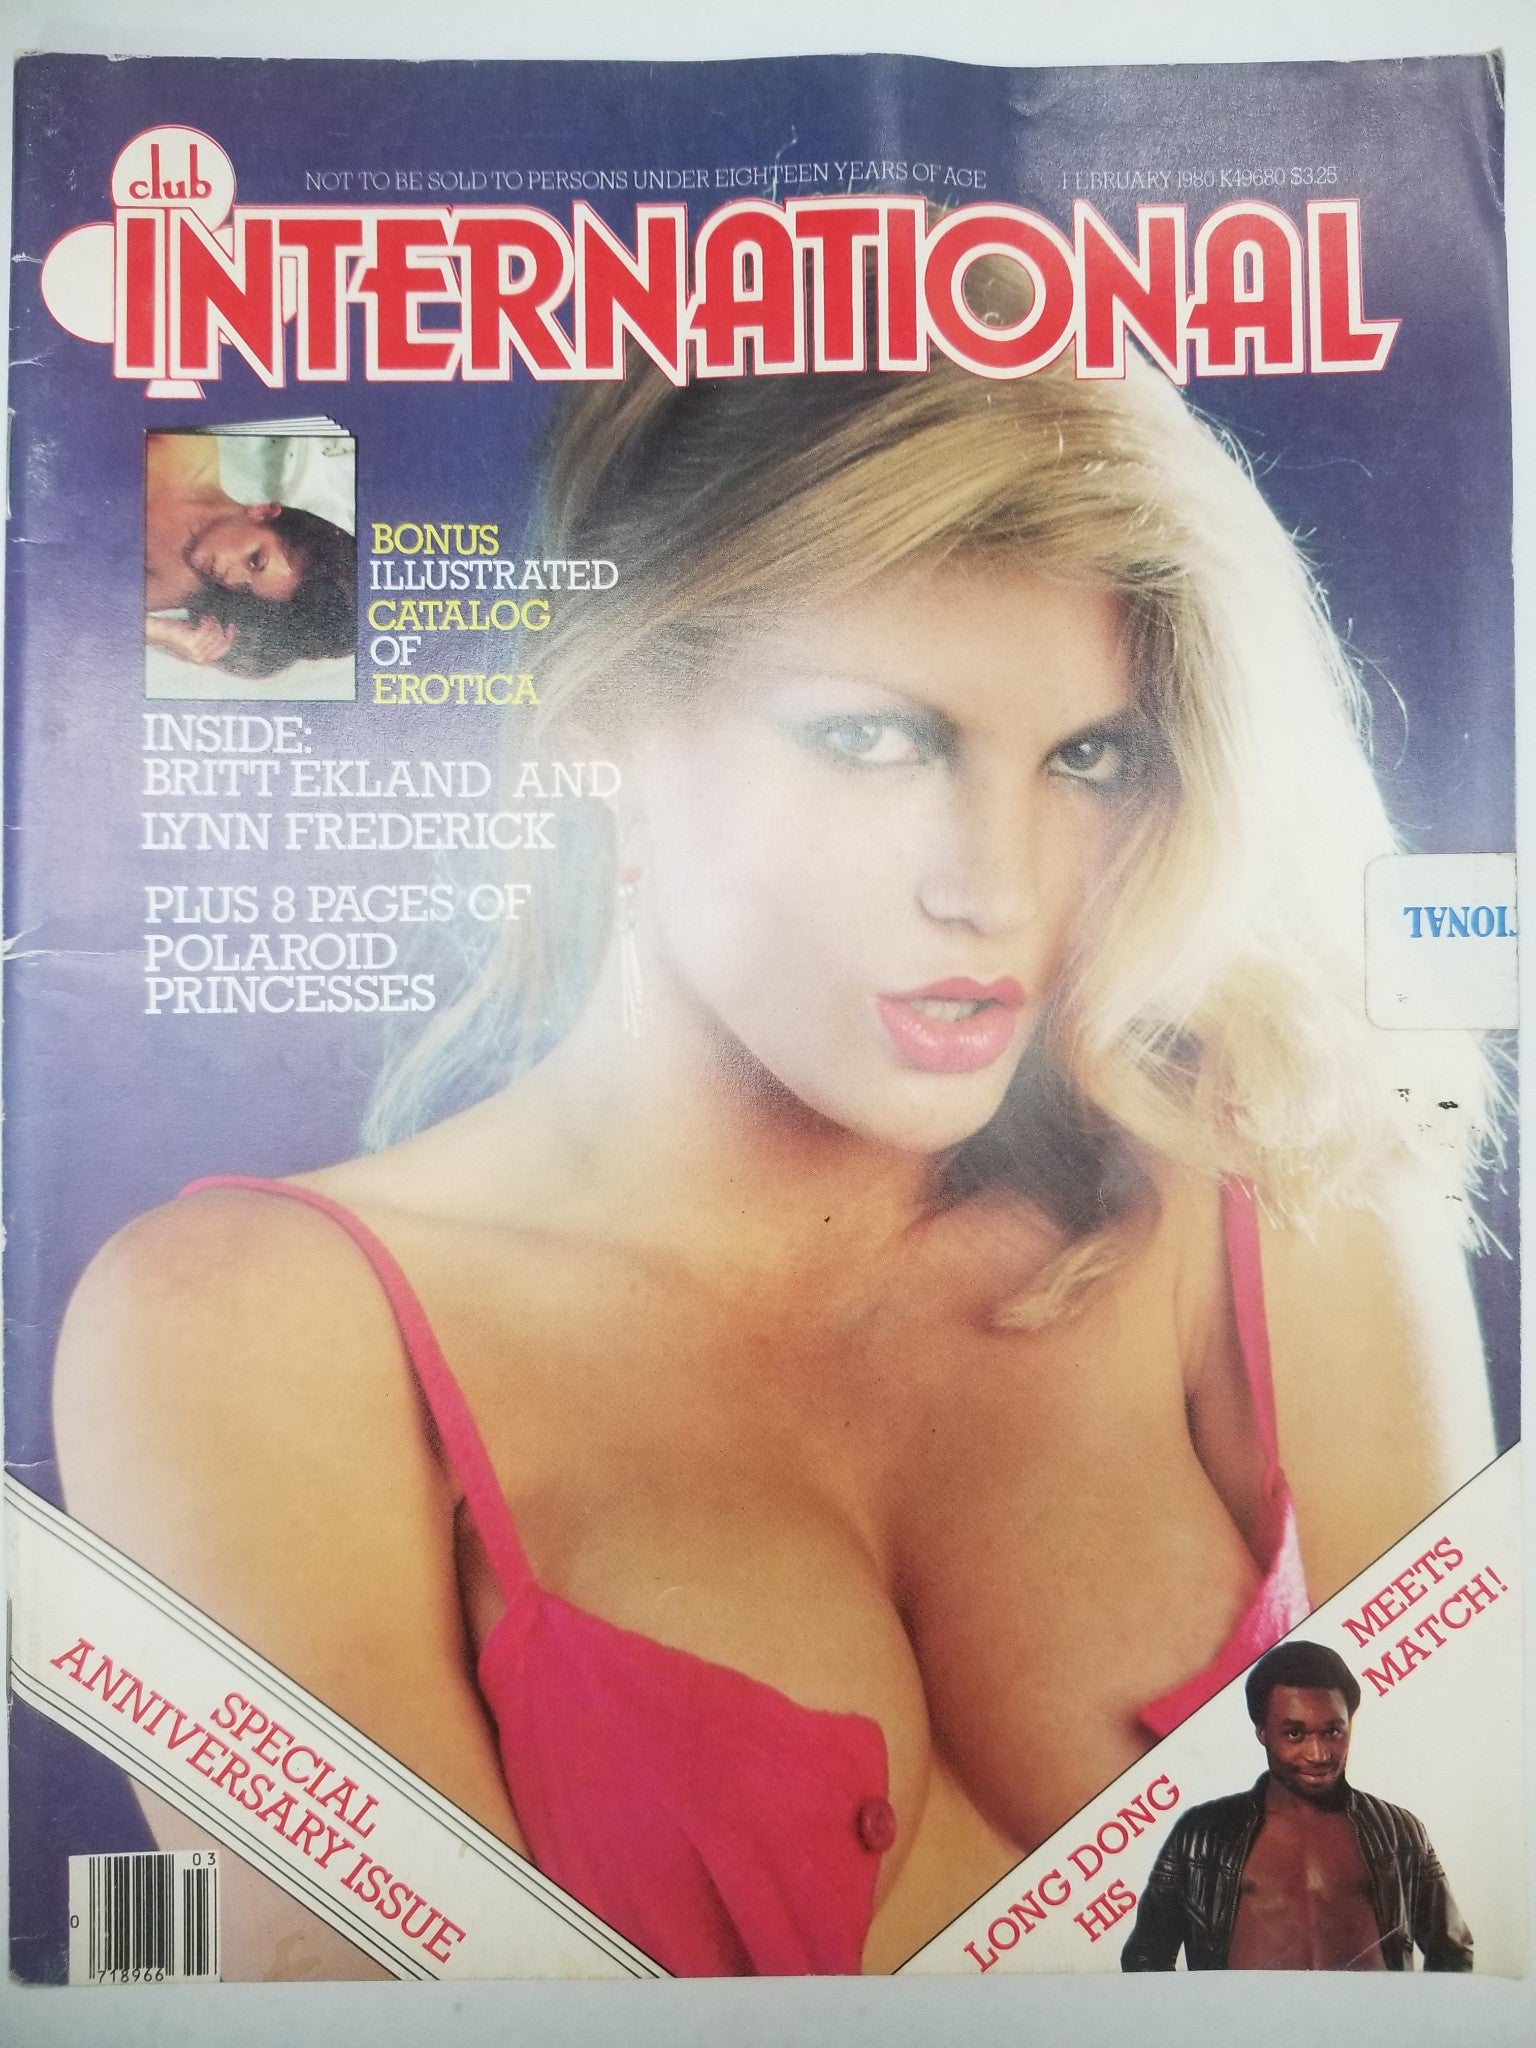 club
NOT TO BE SOLD TO PERSONS UNDER EIGHTEEN YEARS OF AGE
FEBRUARY 1980 K49680 $3.25
INTERNATIONAL
BONUS
ILLUSTRATED
CATALOG
OF
EROTICA
INSIDE:
BRITT EKLAND AND
LYNN FREDERICK
PLUS 8 PAGES OF
POLAROID
PRINCESSES
TIONAL
SPECIAL
ANNIVERSARY ISSUE
LONG DONG
HIS
MEETS
MATCH!
03
0
718966